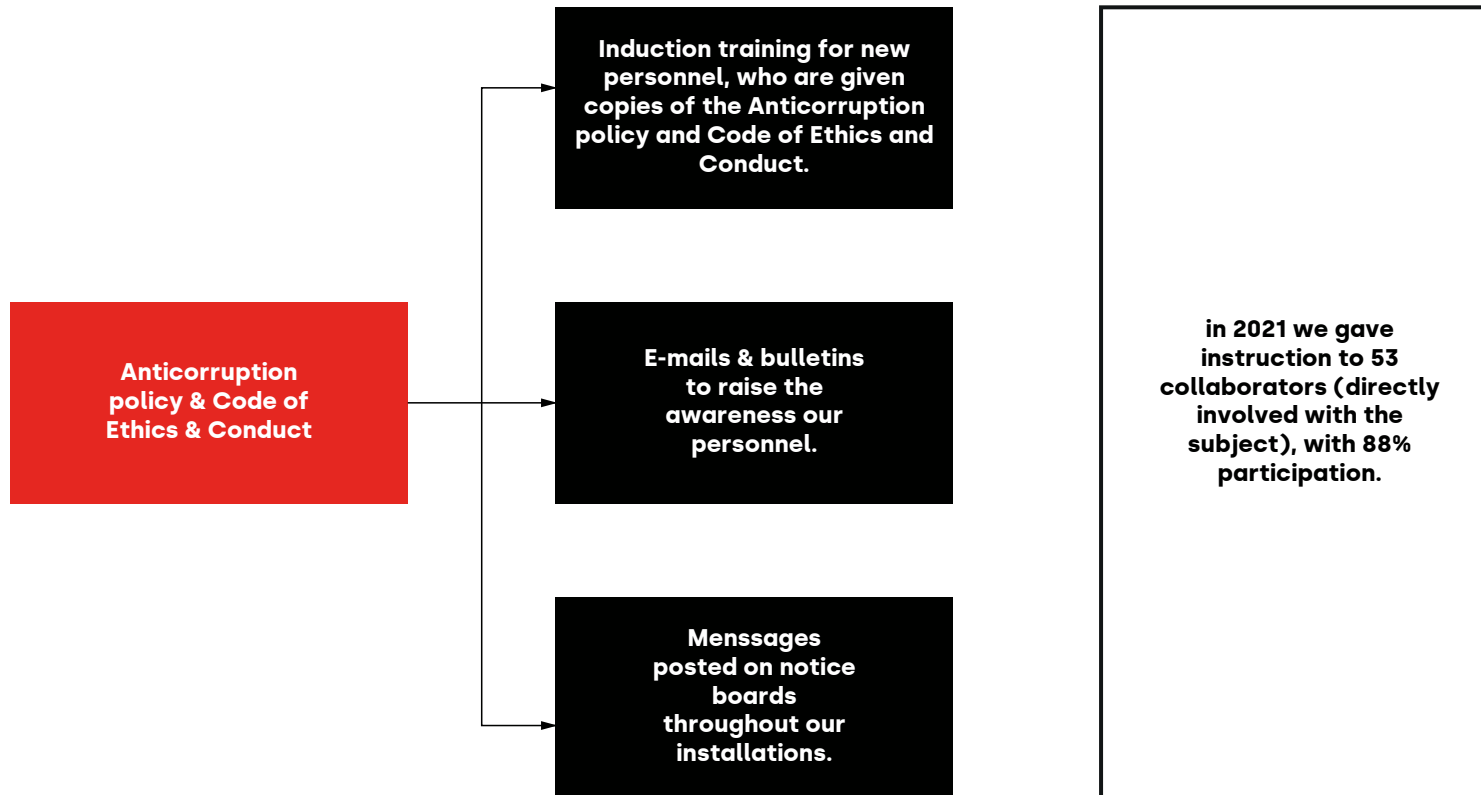 Induction training for new
personnel, who are given
copies of the Anticorruption
policy and Code of Ethics and
Conduct.
Anticorruption
policy & Code of
Ethics & Conduct
E-mails & bulletins
to raise the
awareness our
personnel.
Menssages
posted on notice
boards
throughout our
installations.
in 2021 we gave
instruction to 53
collaborators (directly
involved with the
subject), with 88%
participation.